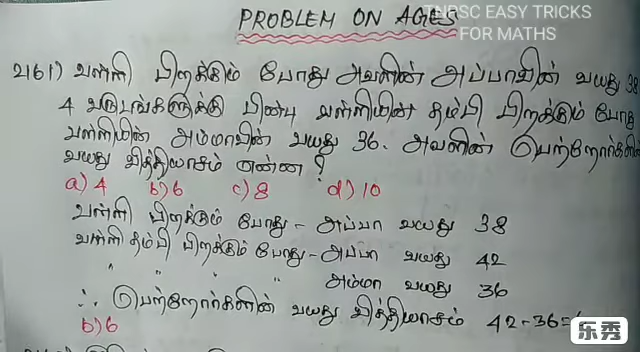 PROBLEM ON AGES
TNPSC EASY TRICKS
FOR MATHS
2161) வள்ளி பிறக்கும் போது அவளின் அப்பாவின் வயது 38
4 வருடங்களுக்கு பின்பு வள்ளியின் தம்பி பிறக்கும் போது
வள்ளியின் அம்மாவின் வயது 36. அவளின் பெற்றோர்களின்
வயது வித்தியாசம் என்ன?
a) 4 b) 6 c) 8 d) 10
வள்ளி பிறக்கும் போது - அப்பா வயது 38
வள்ளி தம்பி பிறக்கும் போது - அப்பா வயது 42
" " " அம்மா வயது 36
∴ பெற்றோர்களின் வயது வித்தியாசம் 42-36=
b) 6
乐秀